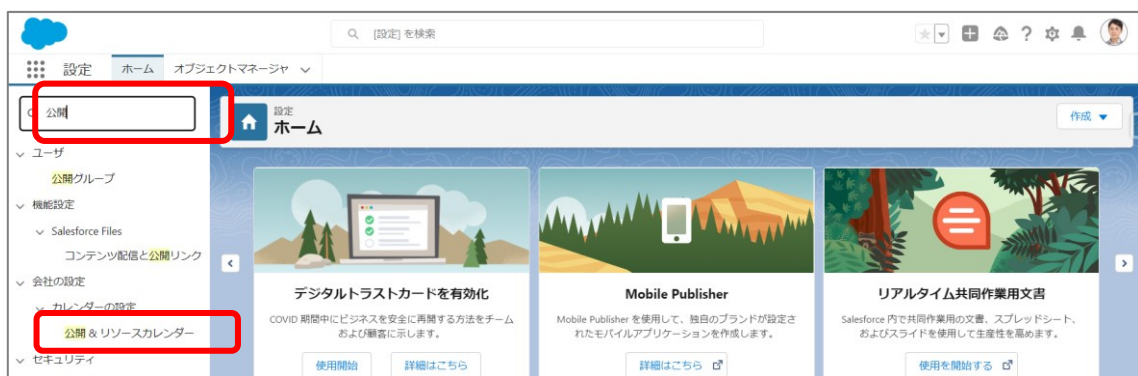 [設定] を検索
設定 ホーム オブジェクトマネージャ
公開
ユーザ
公開グループ
機能設定
Salesforce Files
コンテンツ配信と公開リンク
会社の設定
カレンダーの設定
公開 & リソースカレンダー
セキュリティ
設定
ホーム
作成
デジタルトラストカードを有効化
COVID 期間中にビジネスを安全に再開する方法をチーム
および顧客に示します。
使用開始 詳細はこちら
Mobile Publisher
Mobile Publisher を使用して、独自のブランドが設定さ
れたモバイルアプリケーションを作成します。
詳細はこちら
リアルタイム共同作業用文書
Salesforce 内で共同作業用の文書、スプレッドシート、
およびスライドを使用して生産性を高めます。
使用を開始する